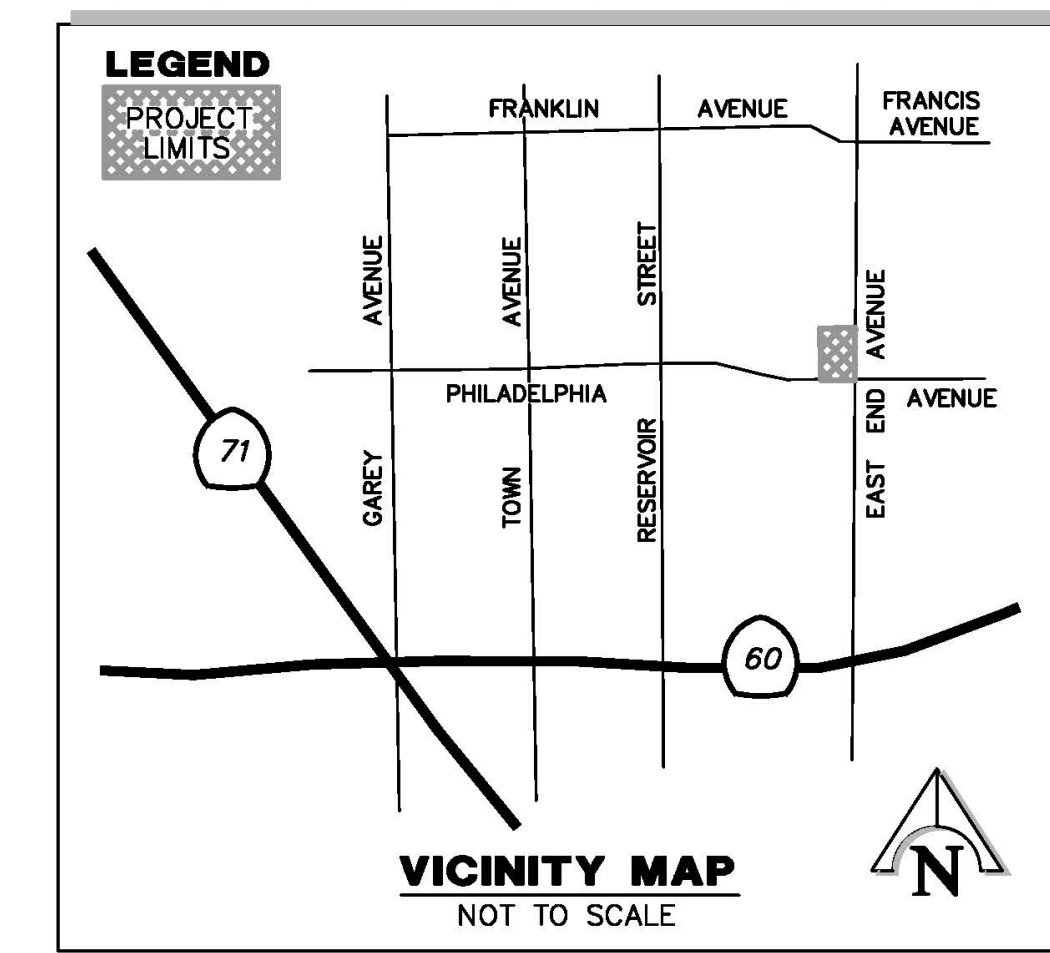 LEGEND
PROJECT
LIMITS
FRANKLIN AVENUE
FRANCIS
AVENUE
GAREY AVENUE
TOWN AVENUE
RESERVOIR STREET
EAST END AVENUE
PHILADELPHIA AVENUE
71
60
VICINITY MAP
NOT TO SCALE
N